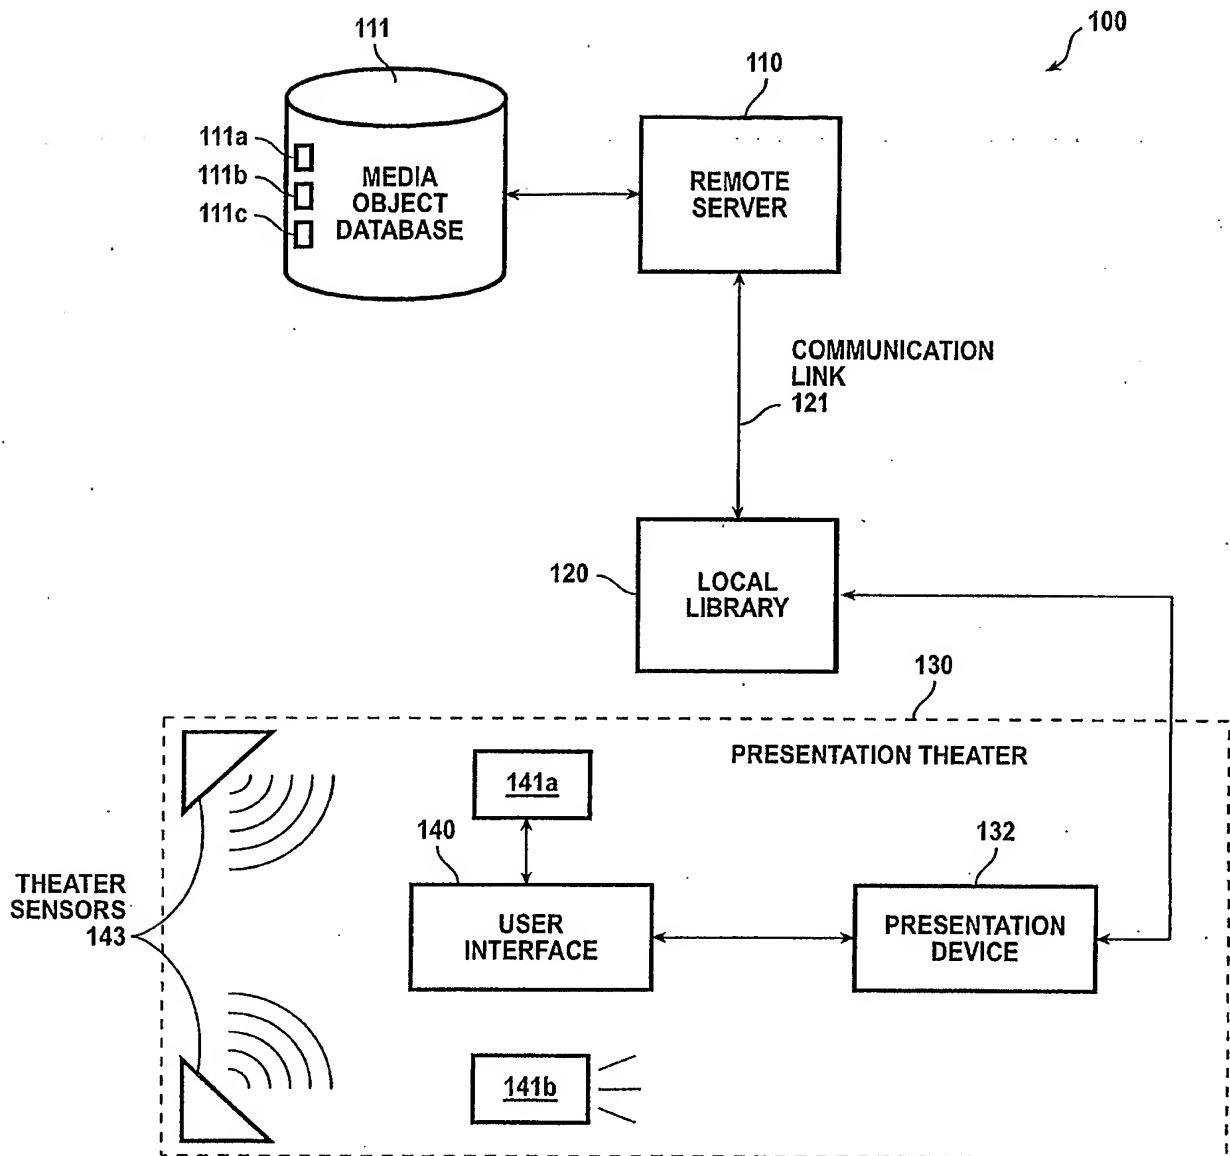 111
100
110
111a
111b
111c
MEDIA
OBJECT
DATABASE
REMOTE
SERVER
COMMUNICATION
LINK
121
120
LOCAL
LIBRARY
130
PRESENTATION THEATER
141a
140
132
THEATER
SENSORS
143
USER
INTERFACE
PRESENTATION
DEVICE
141b